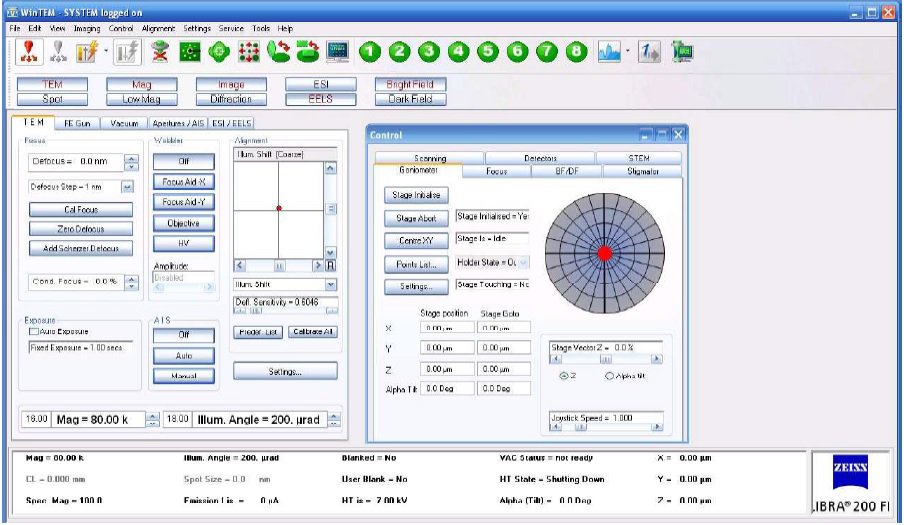 WinTEM - SYSTEM logged on
File Edit View Imaging Control Alignment Settings Service Tools Help
1 2 3 4 5 6 7 8
TEM Mag Image ESI Bright Field
Spot Low Mag Diffraction EELS Dark Field
TEM FE Gun Vacuum Apertures / AIS ESI / EELS
Focus Wobbler Alignment
Illum. Shift (Coarse)
Defocus = 0.0 nm Off
Defocus Step = 1 nm Focus Aid -X
Cal Focus Focus Aid -Y
Zero Defocus Objective
Add Scherzer Defocus HV
Amplitude:
Cond. Focus = 0.0 % Disabled
Illum. Shift
Defl. Sensitivity = 0.6046
Exposure AIS
Auto Exposure Off Predef. List Calibrate All
Fixed Exposure = 1.00 secs Auto
Manual Settings...
16.00 Mag = 80.00 k 18.00 Illum. Angle = 200. µrad
Control
Scanning Detectors STEM
Goniometer Focus BF/DF Stigmator
Stage Initialise
Stage Abort Stage Initialised = Yes
Centre XY Stage Is = Idle
Points List... Holder State =
Settings... Stage Touching = No
Stage position Stage Goto
X 0.00 µm 0.00 µm
Y 0.00 µm 0.00 µm
Z 0.00 µm 0.00 µm
Alpha Tilt 0.0 Deg 0.0 Deg
Stage Vector Z = 0.0 %
Z Alpha tilt
Joystick Speed = 1.000
Mag = 80.00 k Illum. Angle = 200. µrad Blanked = No VAC Status = not ready X = 0.00 µm
CL = 0.000 mm Spot Size = 0.0 nm User Blank = No HT State = Shutting Down Y = 0.00 µm
Spec. Mag = 100.0 Emission I is = 0 µA HT is = 7.00 kV Alpha (Tilt) = 0.0 Deg Z = 0.00 µm
ZEISS
LIBRA® 200 FE